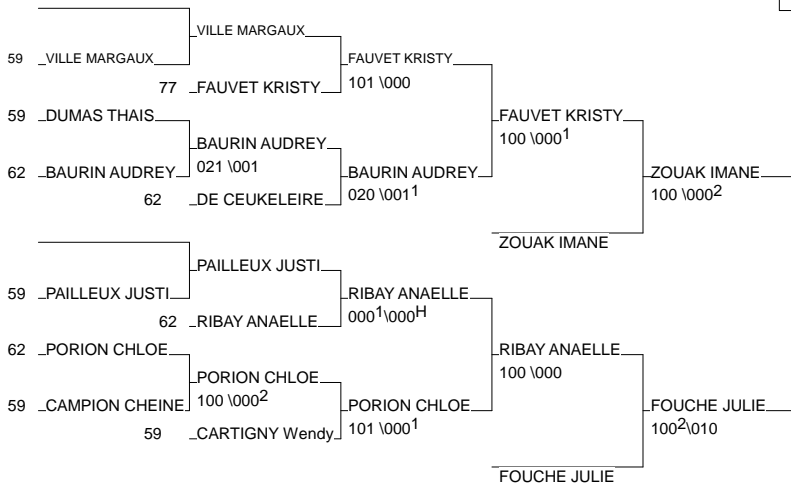 VILLE MARGAUX
59 VILLE MARGAUX
FAUVET KRISTY
77 FAUVET KRISTY
101 \000
59 DUMAS THAIS
FAUVET KRISTY
100 \000¹
BAURIN AUDREY
021 \001
62 BAURIN AUDREY
BAURIN AUDREY
020 \001¹
ZOUAK IMANE
100 \000²
62 DE CEUKELEIRE
ZOUAK IMANE
PAILLEUX JUSTI
59 PAILLEUX JUSTI
RIBAY ANAELLE
000¹\000H
62 RIBAY ANAELLE
62 PORION CHLOE
RIBAY ANAELLE
100 \000
PORION CHLOE
100 \000²
59 CAMPION CHEINE
PORION CHLOE
101 \000¹
FOUCHE JULIE
100²\010
59 CARTIGNY Wendy
FOUCHE JULIE